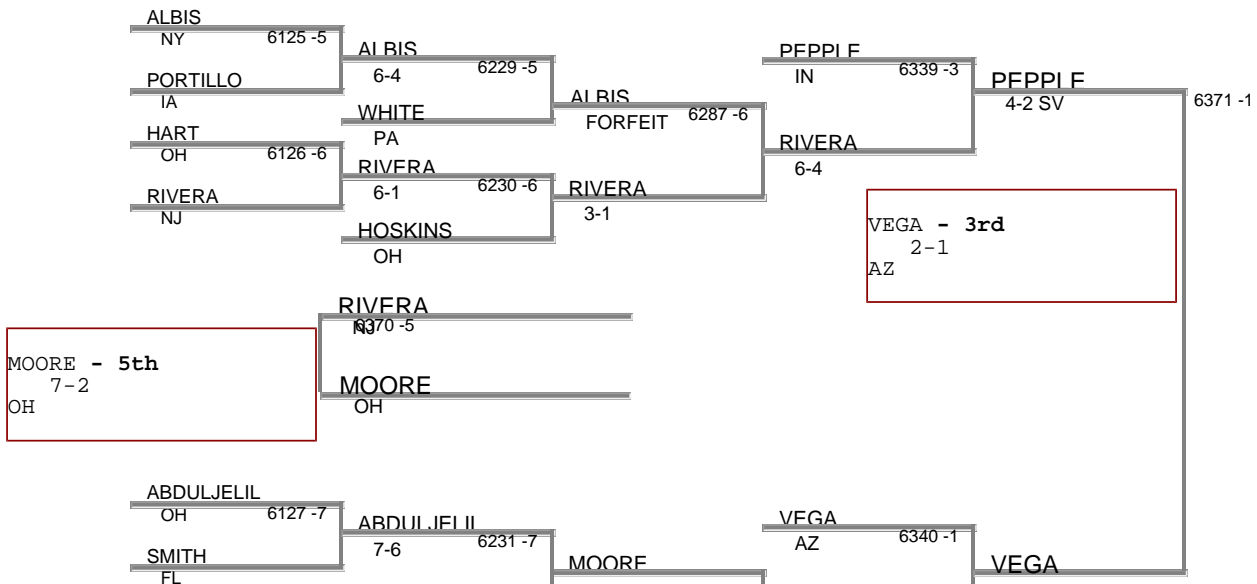 ALBIS
NY
6125 -5
ALBIS
6-4
6229 -5
PORTILLO
IA
WHITE
PA
ALBIS
FORFEIT
6287 -6
HART
OH
6126 -6
RIVERA
6-1
6230 -6
RIVERA
NJ
HOSKINS
OH
RIVERA
3-1
PEPPLE
IN
6339 -3
RIVERA
6-4
PEPPLE
4-2 SV
6371 -1
VEGA - 3rd
2-1
AZ
RIVERA
NJ
6370 -5
MOORE
OH
MOORE - 5th
7-2
OH
ABDULJELIL
OH
6127 -7
ABDULJELIL
7-6
6231 -7
SMITH
FL
MOORE
VEGA
AZ
6340 -1
VEGA